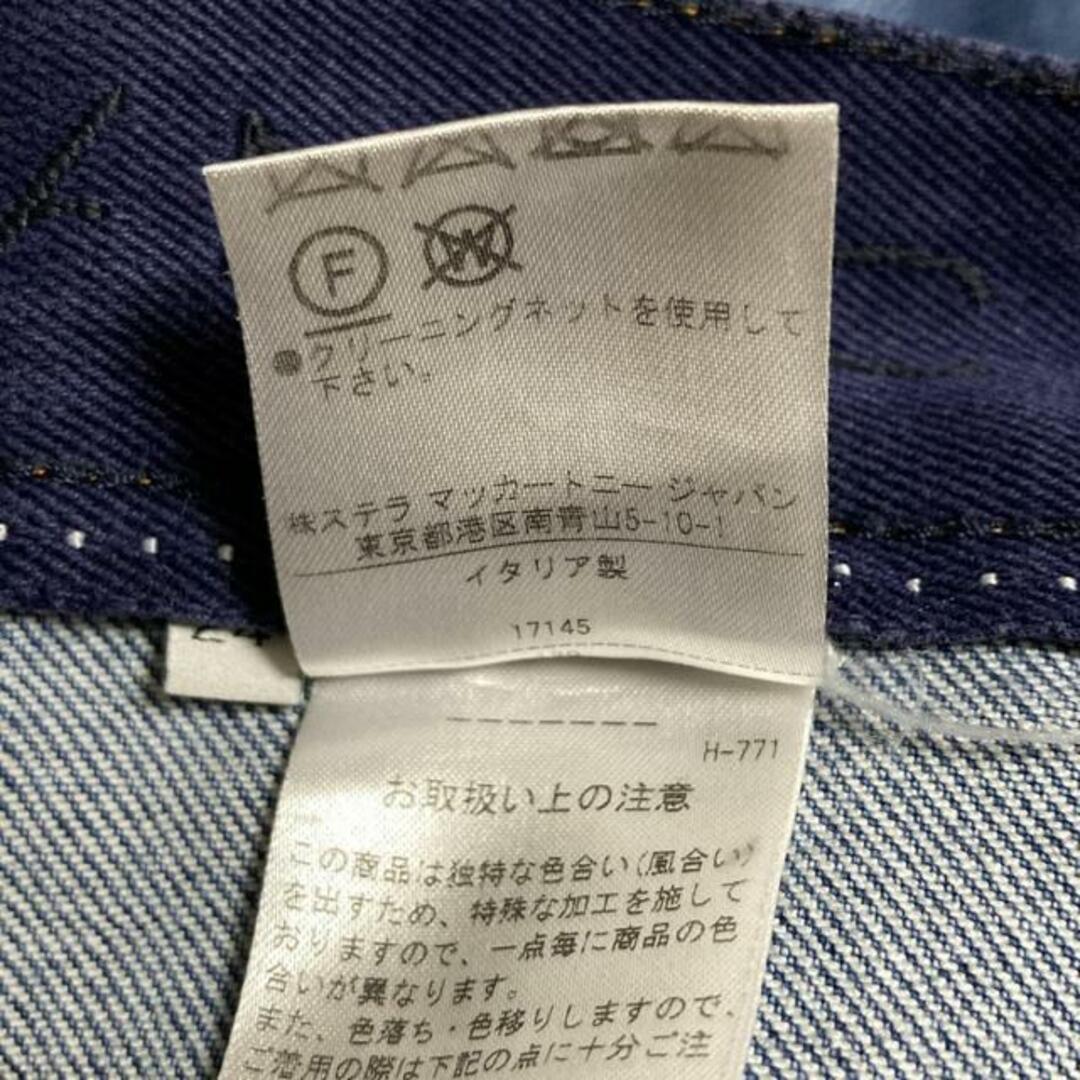 F
W
●クリーニングネットを使用して
下さい。
㈱ステラ マッカートニー ジャパン
東京都港区南青山5-10-1
イタリア製
17145
24
H-771
お取扱い上の注意
この商品は独特な色合い(風合い)
を出すため、特殊な加工を施して
おりますので、一点毎に商品の色
合いが異なります。
また、色落ち・色移りしますので、
ご着用の際は下記の点に十分ご注